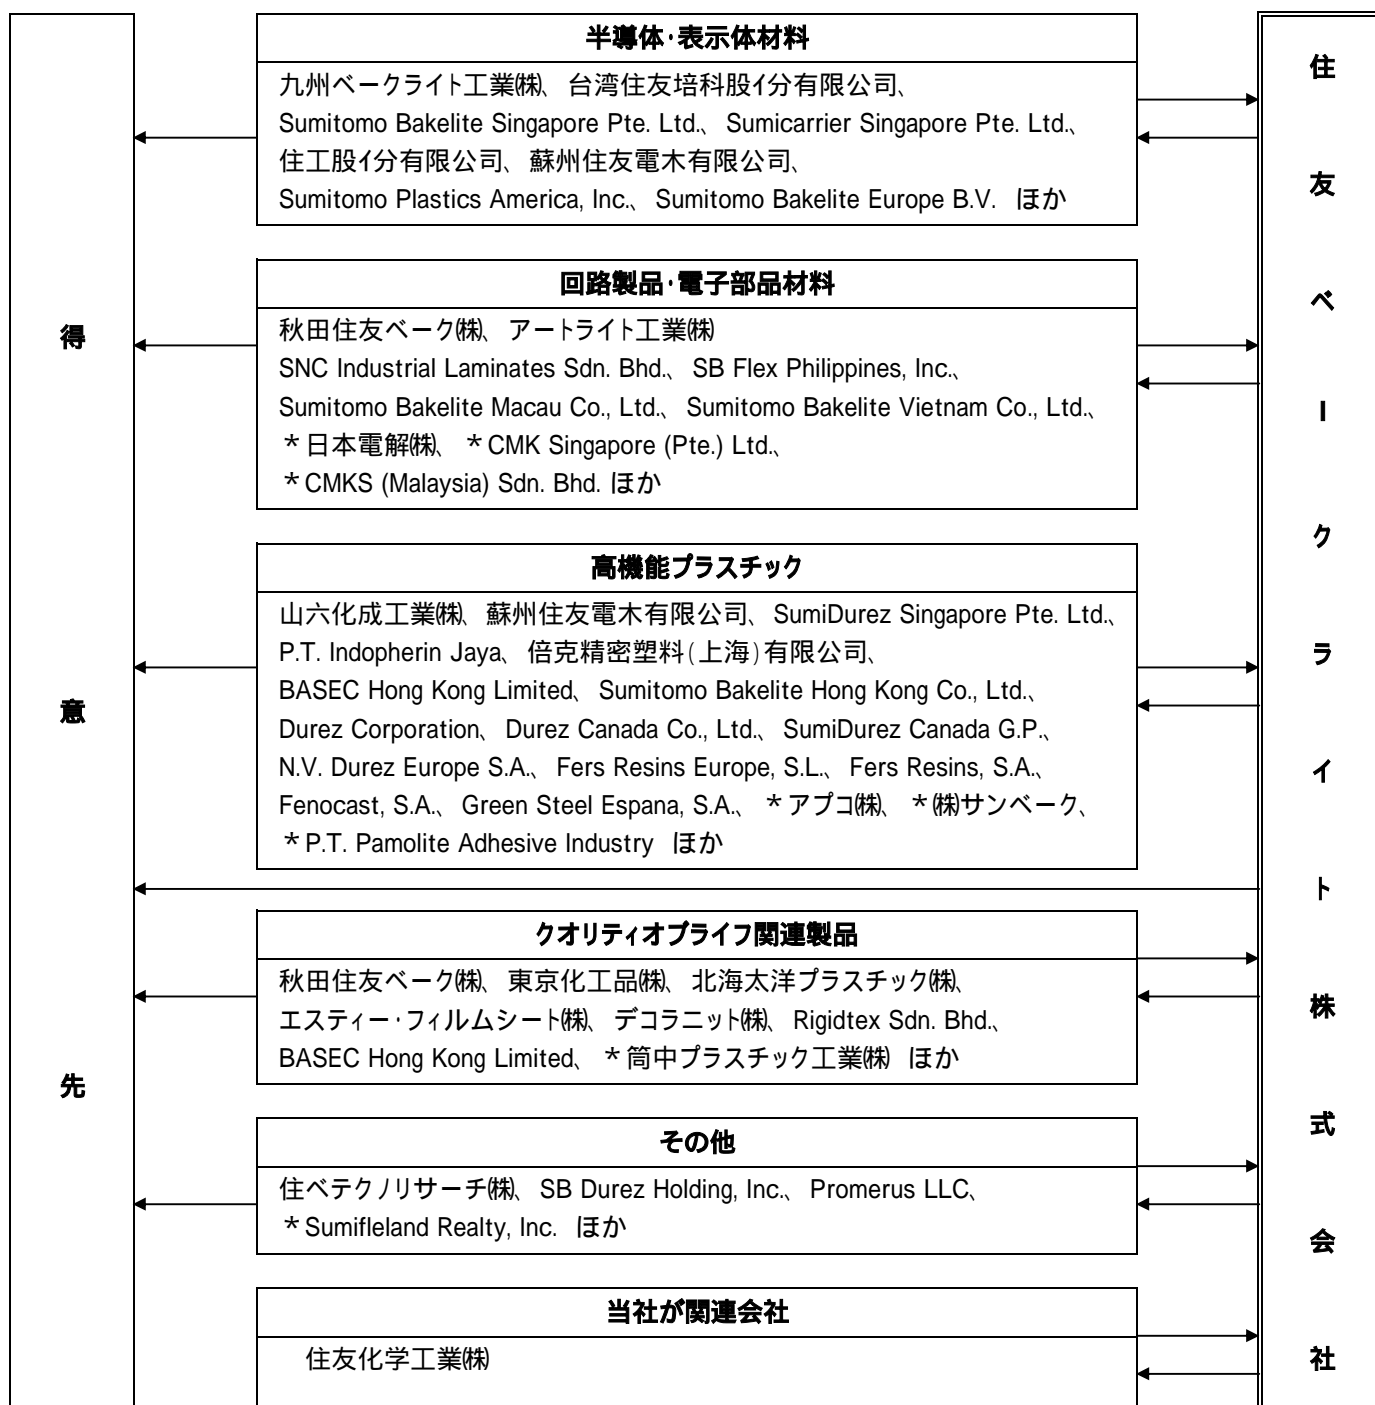 得意先
半導体・表示体材料
九州ベークライト工業㈱、台湾住友培科股イ分有限公司、
Sumitomo Bakelite Singapore Pte. Ltd.、Sumicarrier Singapore Pte. Ltd.、
住工股イ分有限公司、蘇州住友電木有限公司、
Sumitomo Plastics America, Inc.、Sumitomo Bakelite Europe B.V. ほか
回路製品・電子部品材料
秋田住友ベーク㈱、アートライト工業㈱
SNC Industrial Laminates Sdn. Bhd.、SB Flex Philippines, Inc.、
Sumitomo Bakelite Macau Co., Ltd.、Sumitomo Bakelite Vietnam Co., Ltd.、
＊日本電解㈱、＊CMK Singapore (Pte.) Ltd.、
＊CMKS (Malaysia) Sdn. Bhd. ほか
高機能プラスチック
山六化成工業㈱、蘇州住友電木有限公司、SumiDurez Singapore Pte. Ltd.、
P.T. Indopherin Jaya、倍克精密塑料(上海)有限公司、
BASEC Hong Kong Limited、Sumitomo Bakelite Hong Kong Co., Ltd.、
Durez Corporation、Durez Canada Co., Ltd.、SumiDurez Canada G.P.、
N.V. Durez Europe S.A.、Fers Resins Europe, S.L.、Fers Resins, S.A.、
Fenocast, S.A.、Green Steel Espana, S.A.、＊アプコ㈱、＊㈱サンベーク、
＊P.T. Pamolite Adhesive Industry ほか
クオリティオブライフ関連製品
秋田住友ベーク㈱、東京化工品㈱、北海太洋プラスチック㈱、
エスティー・フィルムシート㈱、デコラニット㈱、Rigidtex Sdn. Bhd.、
BASEC Hong Kong Limited、＊筒中プラスチック工業㈱ ほか
その他
住ベテクノリサーチ㈱、SB Durez Holding, Inc.、Promerus LLC、
＊Sumifleland Realty, Inc. ほか
当社が関連会社
住友化学工業㈱
住友ベークライト株式会社